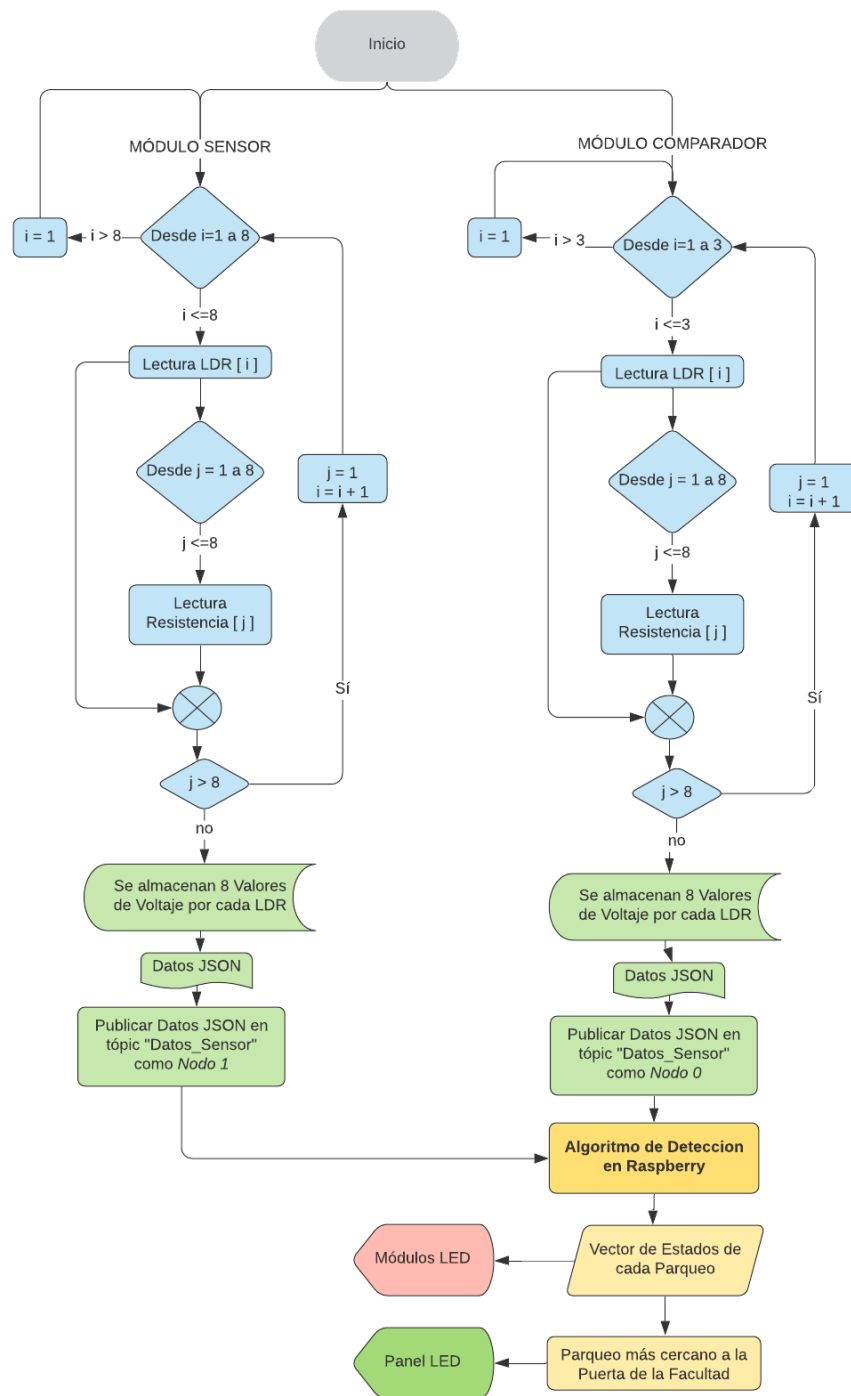 Inicio
MÓDULO SENSOR
Desde i=1 a 8
i > 8
i = 1
i <=8
Lectura LDR [ i ]
Desde j = 1 a 8
j <=8
Lectura
Resistencia [ j ]
j = 1
i = i + 1
Sí
j > 8
no
Se almacenan 8 Valores
de Voltaje por cada LDR
Datos JSON
Publicar Datos JSON en
tópic "Datos_Sensor"
como Nodo 1
MÓDULO COMPARADOR
Desde i=1 a 3
i > 3
i = 1
i <=3
Lectura LDR [ i ]
Desde j = 1 a 8
j <=8
Lectura
Resistencia [ j ]
j = 1
i = i + 1
Sí
j > 8
no
Se almacenan 8 Valores
de Voltaje por cada LDR
Datos JSON
Publicar Datos JSON en
tópic "Datos_Sensor"
como Nodo 0
Algoritmo de Deteccion
en Raspberry
Vector de Estados de
cada Parqueo
Módulos LED
Parqueo más cercano a la
Puerta de la Facultad
Panel LED